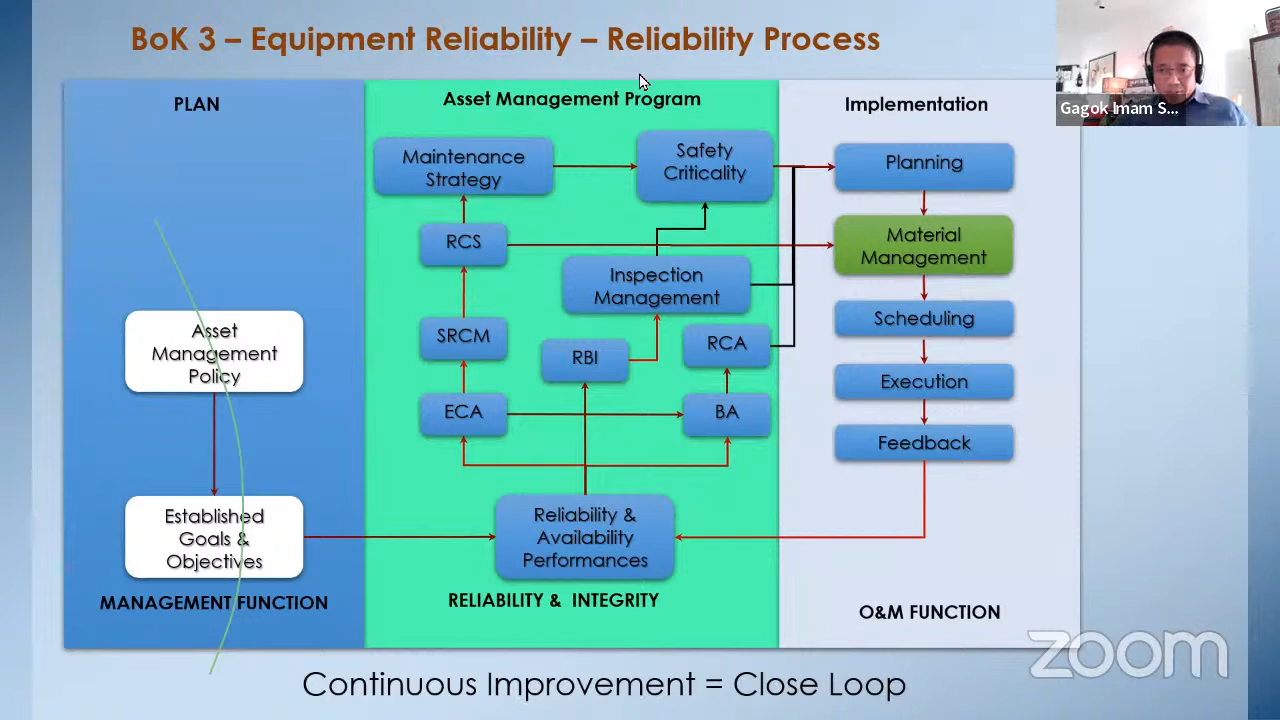 BoK 3 – Equipment Reliability – Reliability Process
Gagok Imam S...
PLAN
Asset
Management
Policy
Established
Goals &
Objectives
MANAGEMENT FUNCTION
Asset Management Program
Maintenance
Strategy
Safety
Criticality
RCS
Inspection
Management
SRCM
RBI
RCA
ECA
BA
Reliability &
Availability
Performances
RELIABILITY & INTEGRITY
Implementation
Planning
Material
Management
Scheduling
Execution
Feedback
O&M FUNCTION
zoom
Continuous Improvement = Close Loop